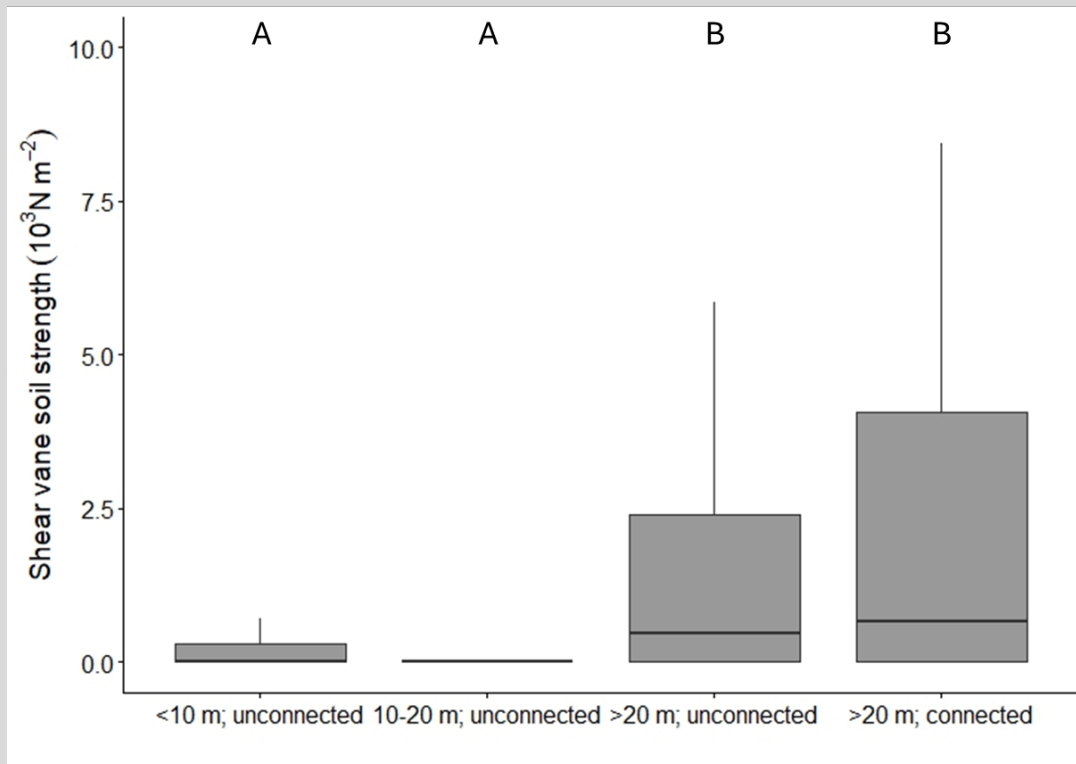 A A B B
Shear vane soil strength (10³N m⁻²)
10.0
7.5
5.0
2.5
0.0
<10 m; unconnected 10-20 m; unconnected >20 m; unconnected >20 m; connected